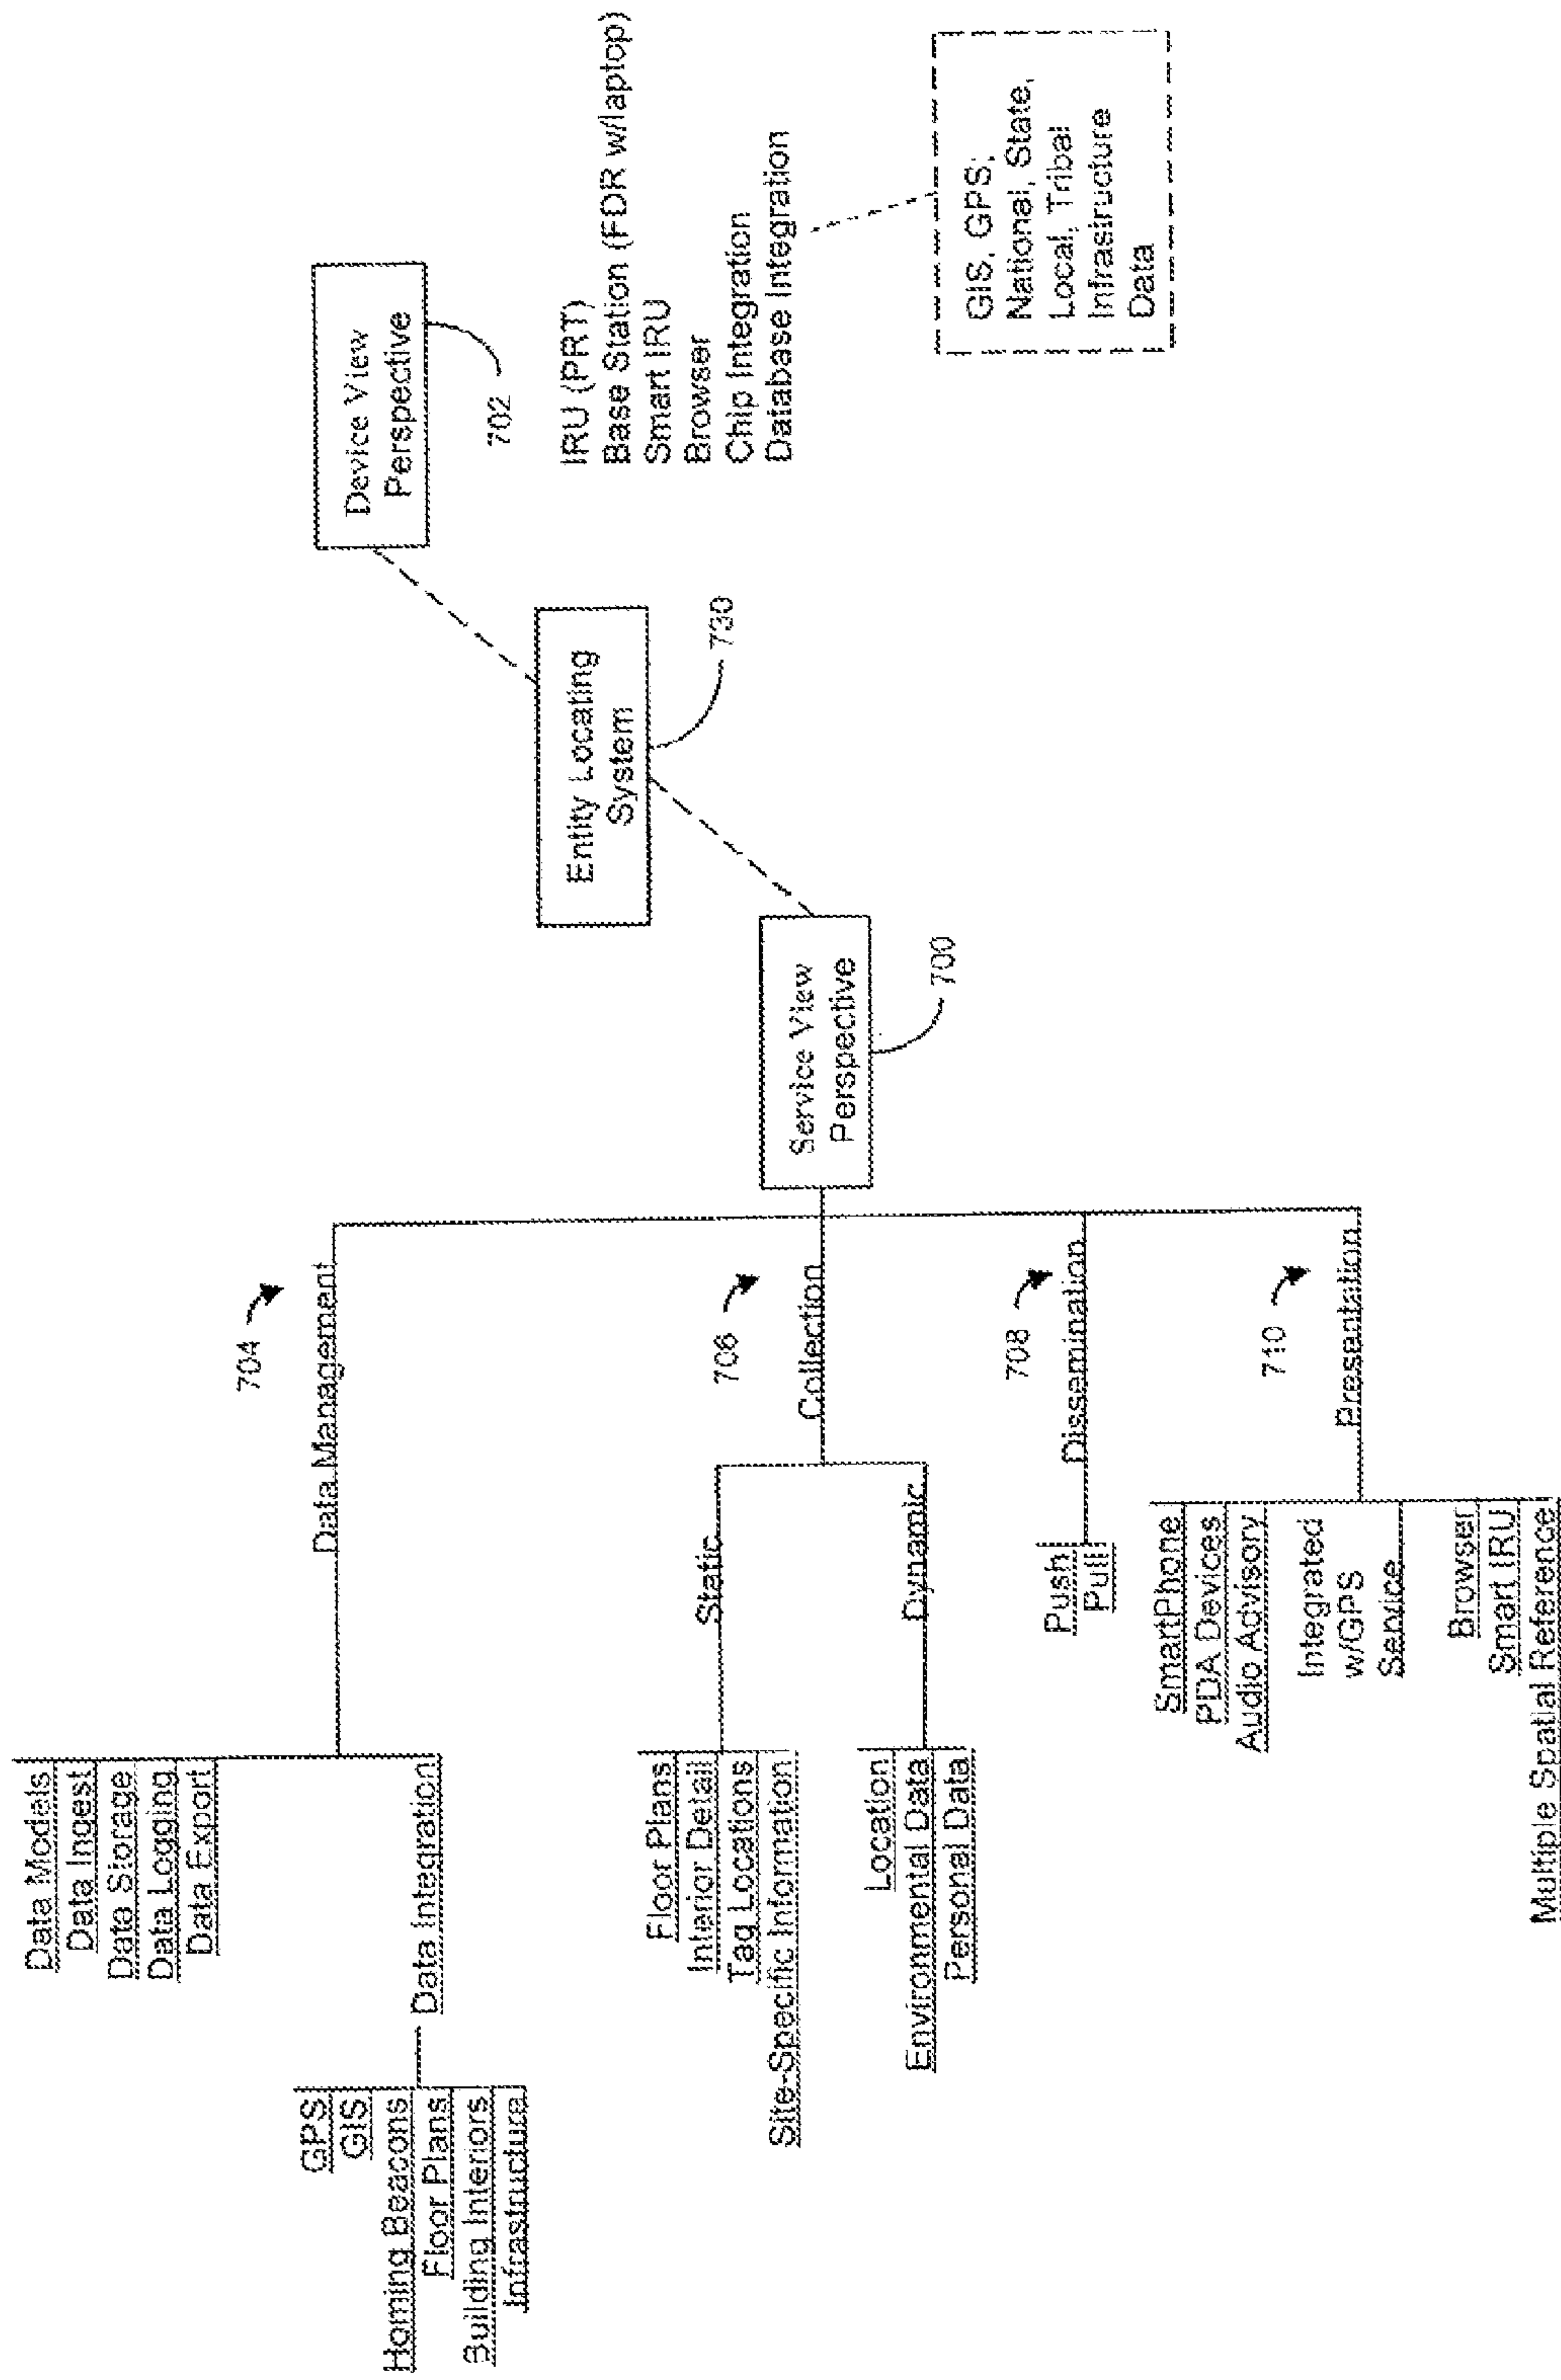 Device View
Perspective
702
IRU (PRT)
Base Station (FDR w/laptop)
Smart IRU
Browser
Chip Integration
Database Integration
GIS, GPS;
National, State,
Local, Tribal
Infrastructure
Data
Entity Locating
System
730
Service View
Perspective
700
704
Data Management
Data Models
Data Ingest
Data Storage
Data Logging
Data Export
Data Integration
GPS
GIS
Homing Beacons
Floor Plans
Building Interiors
Infrastructure
706
Collection
Static
Floor Plans
Interior Detail
Tag Locations
Site-Specific Information
Dynamic
Location
Environmental Data
Personal Data
708
Dissemination
Push
Pull
710
Presentation
SmartPhone
PDA Devices
Audio Advisory
Integrated
w/GPS
Service
Browser
Smart IRU
Multiple Spatial Reference